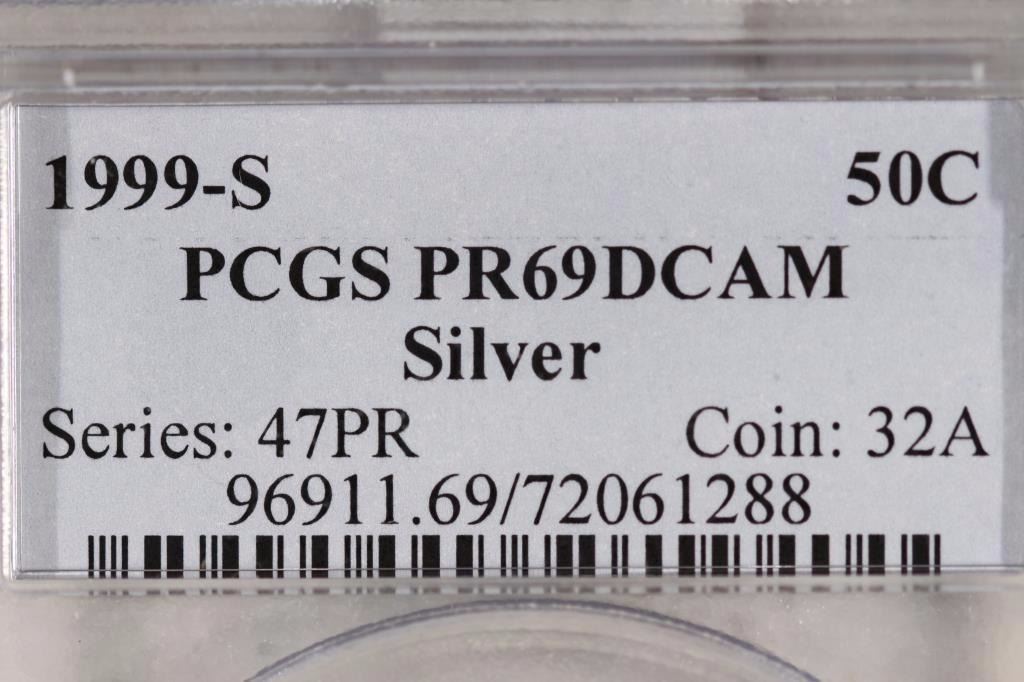 1999-S 50C
PCGS PR69DCAM
Silver
Series: 47PR Coin: 32A
96911.69/72061288